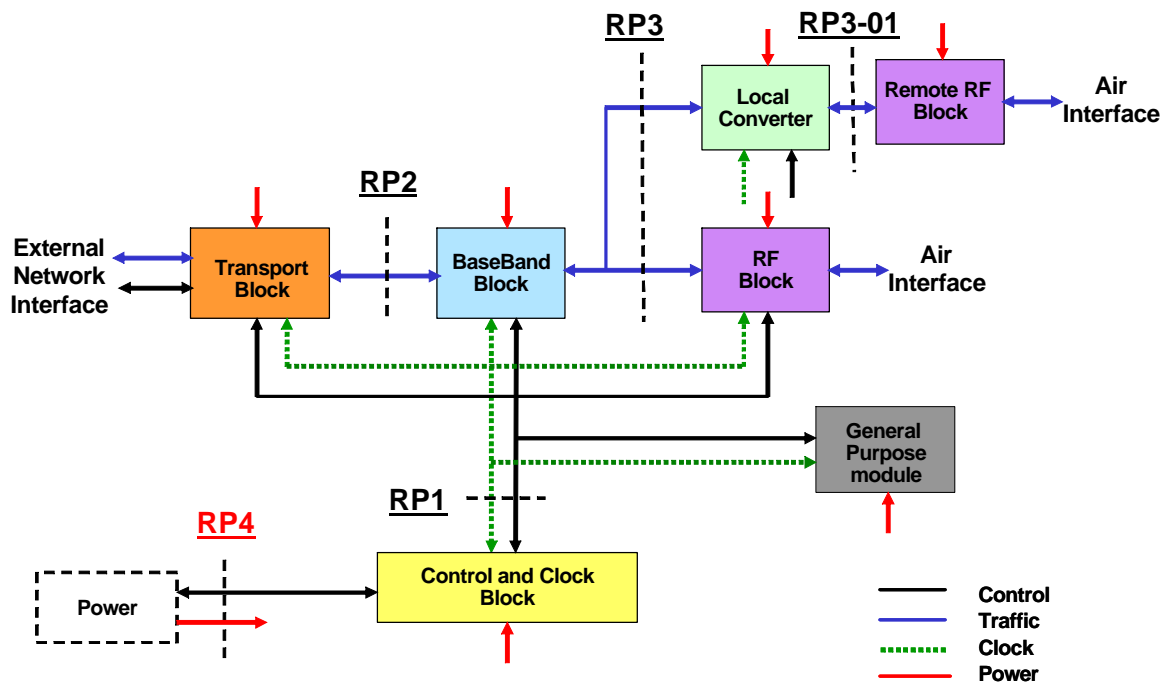 RP3
RP3-01
Local
Converter
Remote RF
Block
Air
Interface
RP2
External
Network
Interface
Transport
Block
BaseBand
Block
RF
Block
Air
Interface
General
Purpose
module
RP1
RP4
Power
Control and Clock
Block
Control
Traffic
Clock
Power